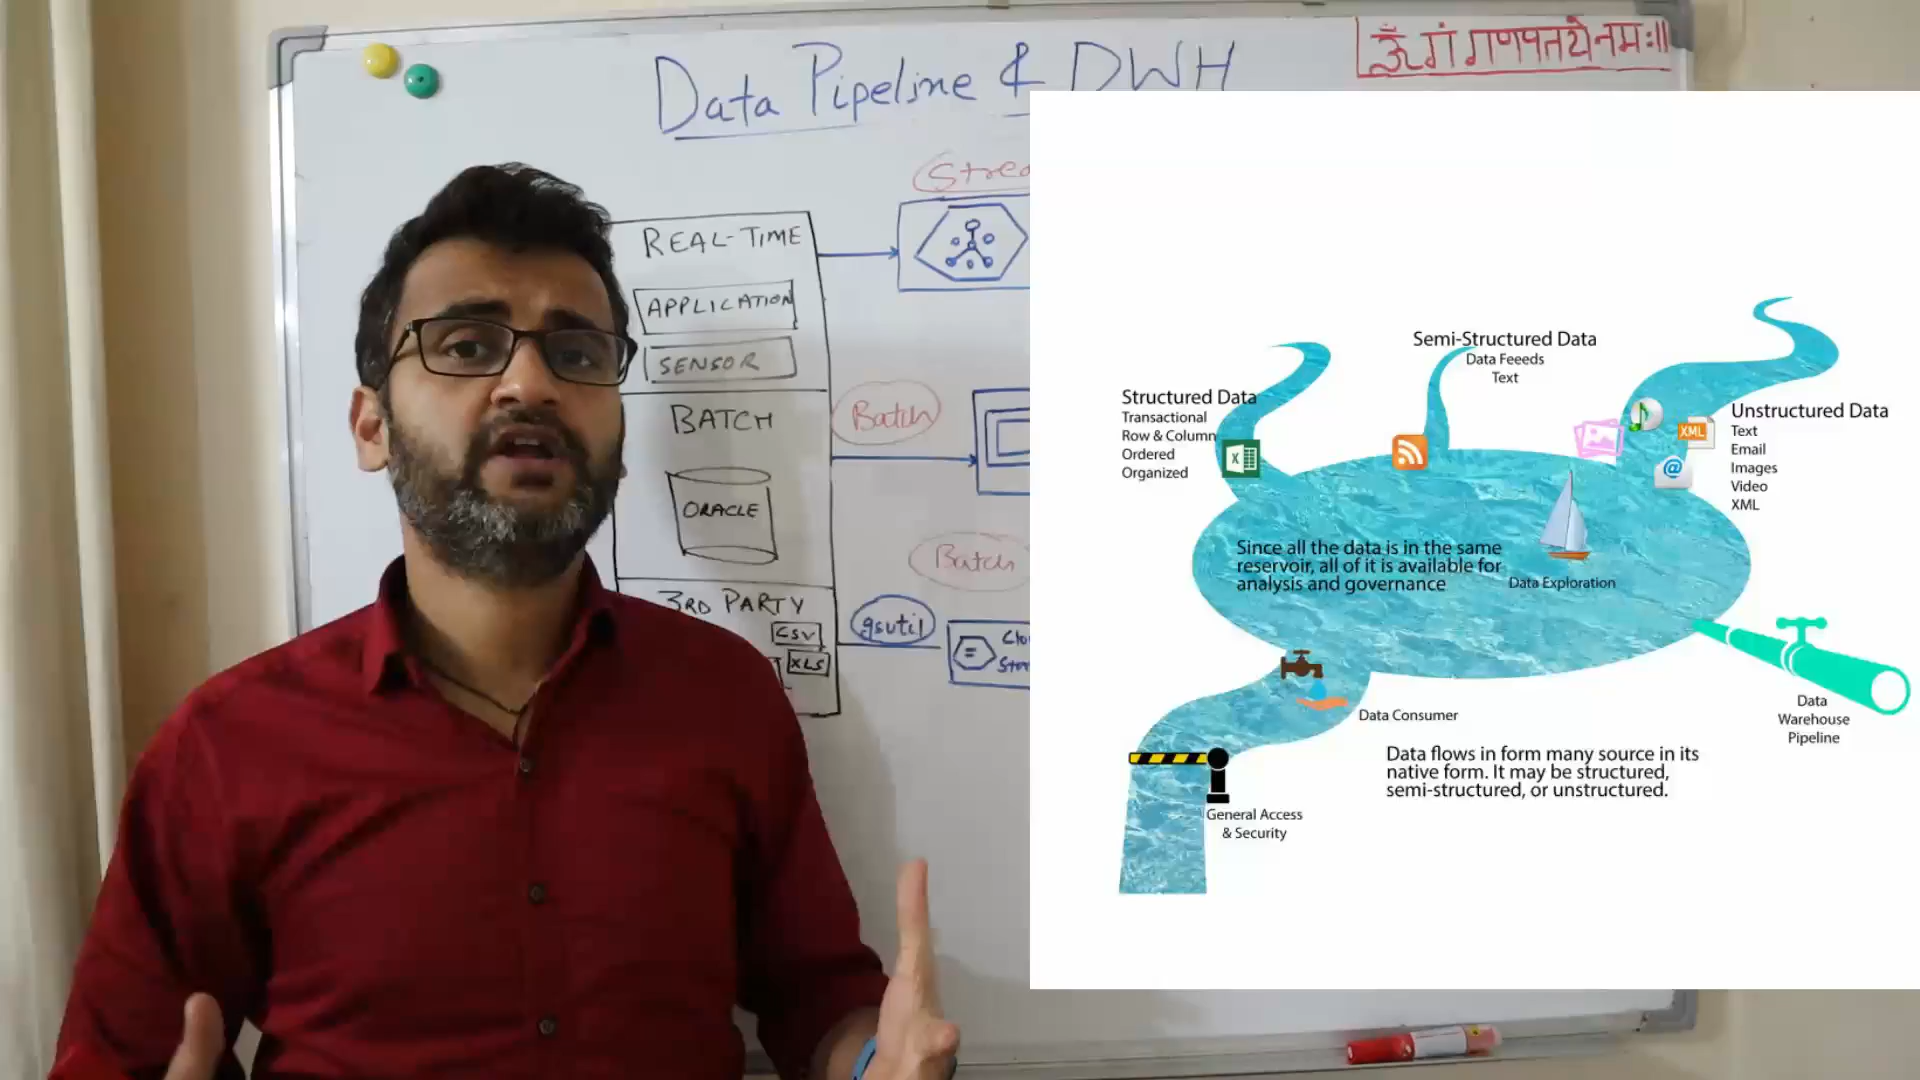 Data Pipeline & DWH
ॐ गं गणपतये नमः॥
REAL-TIME
APPLICATION
SENSOR
BATCH
ORACLE
3RD PARTY
CSV
XLS
Batch
Batch
gsutil
Structured Data
Transactional
Row & Column
Ordered
Organized
Semi-Structured Data
Data Feeeds
Text
Unstructured Data
Text
Email
Images
Video
XML
XML
Since all the data is in the same
reservoir, all of it is available for
analysis and governance
Data Exploration
Data Consumer
Data
Warehouse
Pipeline
Data flows in form many source in its
native form. It may be structured,
semi-structured, or unstructured.
General Access
& Security